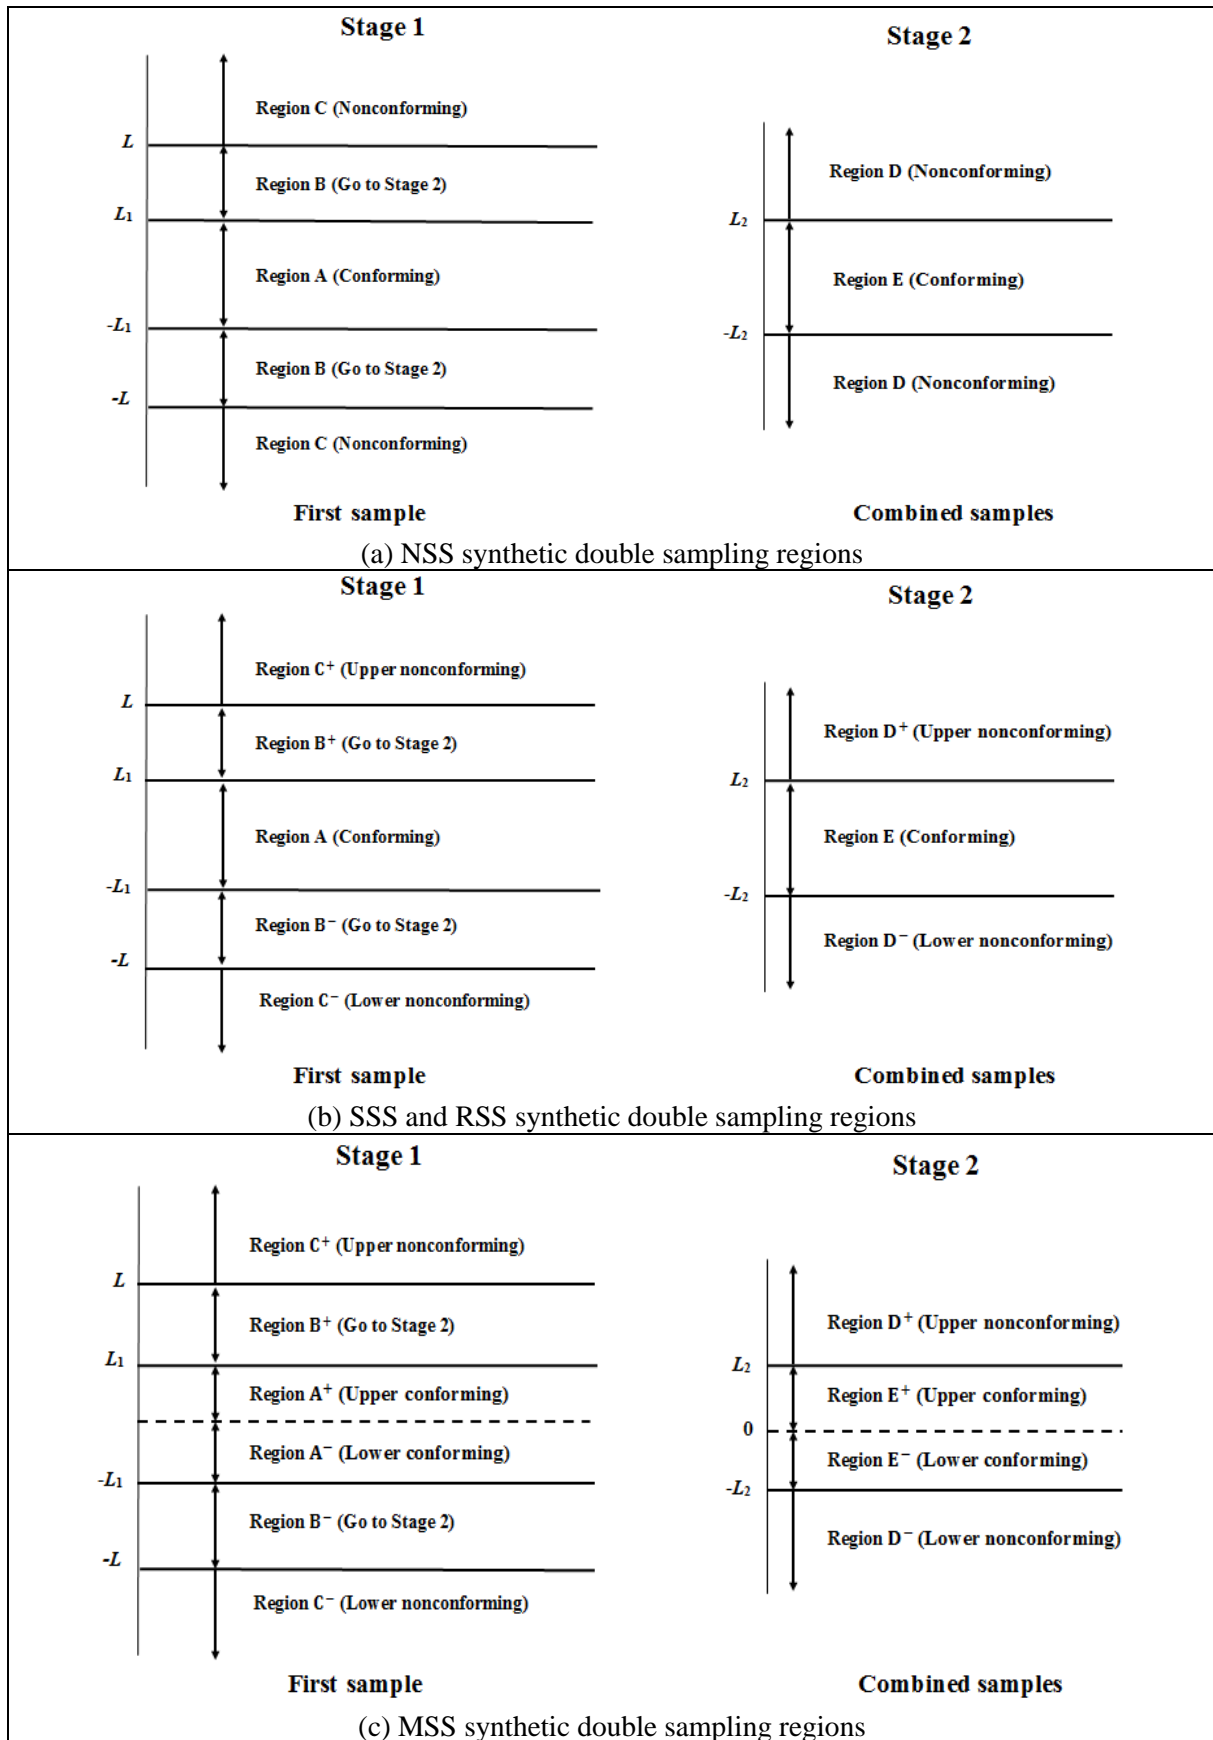 Stage 1
Stage 2
Region C (Nonconforming)
L
Region B (Go to Stage 2)
L₁
Region A (Conforming)
-L₁
Region B (Go to Stage 2)
-L
Region C (Nonconforming)
First sample
Region D (Nonconforming)
L₂
Region E (Conforming)
-L₂
Region D (Nonconforming)
Combined samples
(a) NSS synthetic double sampling regions
Stage 1
Stage 2
Region C⁺ (Upper nonconforming)
L
Region B⁺ (Go to Stage 2)
L₁
Region A (Conforming)
-L₁
Region B⁻ (Go to Stage 2)
-L
Region C⁻ (Lower nonconforming)
First sample
Region D⁺ (Upper nonconforming)
L₂
Region E (Conforming)
-L₂
Region D⁻ (Lower nonconforming)
Combined samples
(b) SSS and RSS synthetic double sampling regions
Stage 1
Stage 2
Region C⁺ (Upper nonconforming)
L
Region B⁺ (Go to Stage 2)
L₁
Region A⁺ (Upper conforming)
Region A⁻ (Lower conforming)
-L₁
Region B⁻ (Go to Stage 2)
-L
Region C⁻ (Lower nonconforming)
First sample
Region D⁺ (Upper nonconforming)
L₂
Region E⁺ (Upper conforming)
0
Region E⁻ (Lower conforming)
-L₂
Region D⁻ (Lower nonconforming)
Combined samples
(c) MSS synthetic double sampling regions